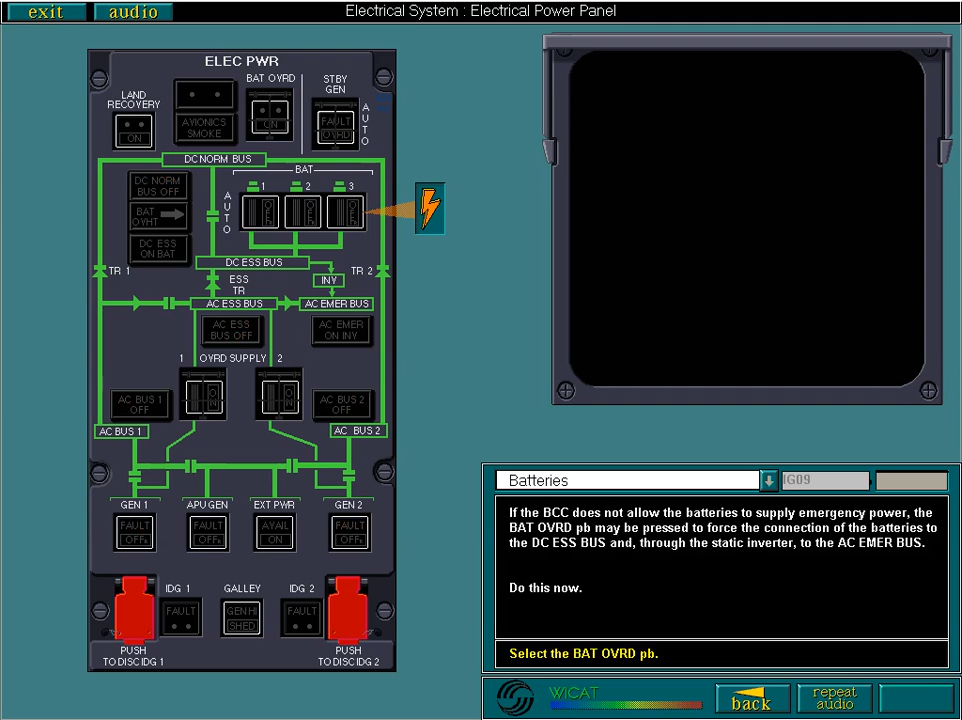 exit
audio
Electrical System : Electrical Power Panel
ELEC PWR
BAT OVRD
STBY
GEN
LAND
RECOVERY
ON
AVIONICS
SMOKE
ON
FAULT
OVRD
AUTO
DC NORM BUS
BAT
DC NORM
BUS OFF
BAT
OVHT
DC ESS
ON BAT
AUTO
1 2 3
OFF OFF OFF
DC ESS BUS
TR 1
ESS
TR
INV
TR 2
AC ESS BUS
AC EMER BUS
AC ESS
BUS OFF
AC EMER
ON INV
1 OVRD SUPPLY 2
ON
ON
AC BUS 1
OFF
AC BUS 2
OFF
AC BUS 1
AC BUS 2
GEN 1
APU GEN
EXT PWR
GEN 2
FAULT
OFF/R
FAULT
OFF/R
AVAIL
ON
FAULT
OFF/R
IDG 1
GALLEY
IDG 2
FAULT
GEN HI
SHED
FAULT
PUSH
TO DISC IDG 1
PUSH
TO DISC IDG 2
Batteries
IG09
If the BCC does not allow the batteries to supply emergency power, the
BAT OVRD pb may be pressed to force the connection of the batteries to
the DC ESS BUS and, through the static inverter, to the AC EMER BUS.
Do this now.
Select the BAT OVRD pb.
WICAT
back
repeat
audio